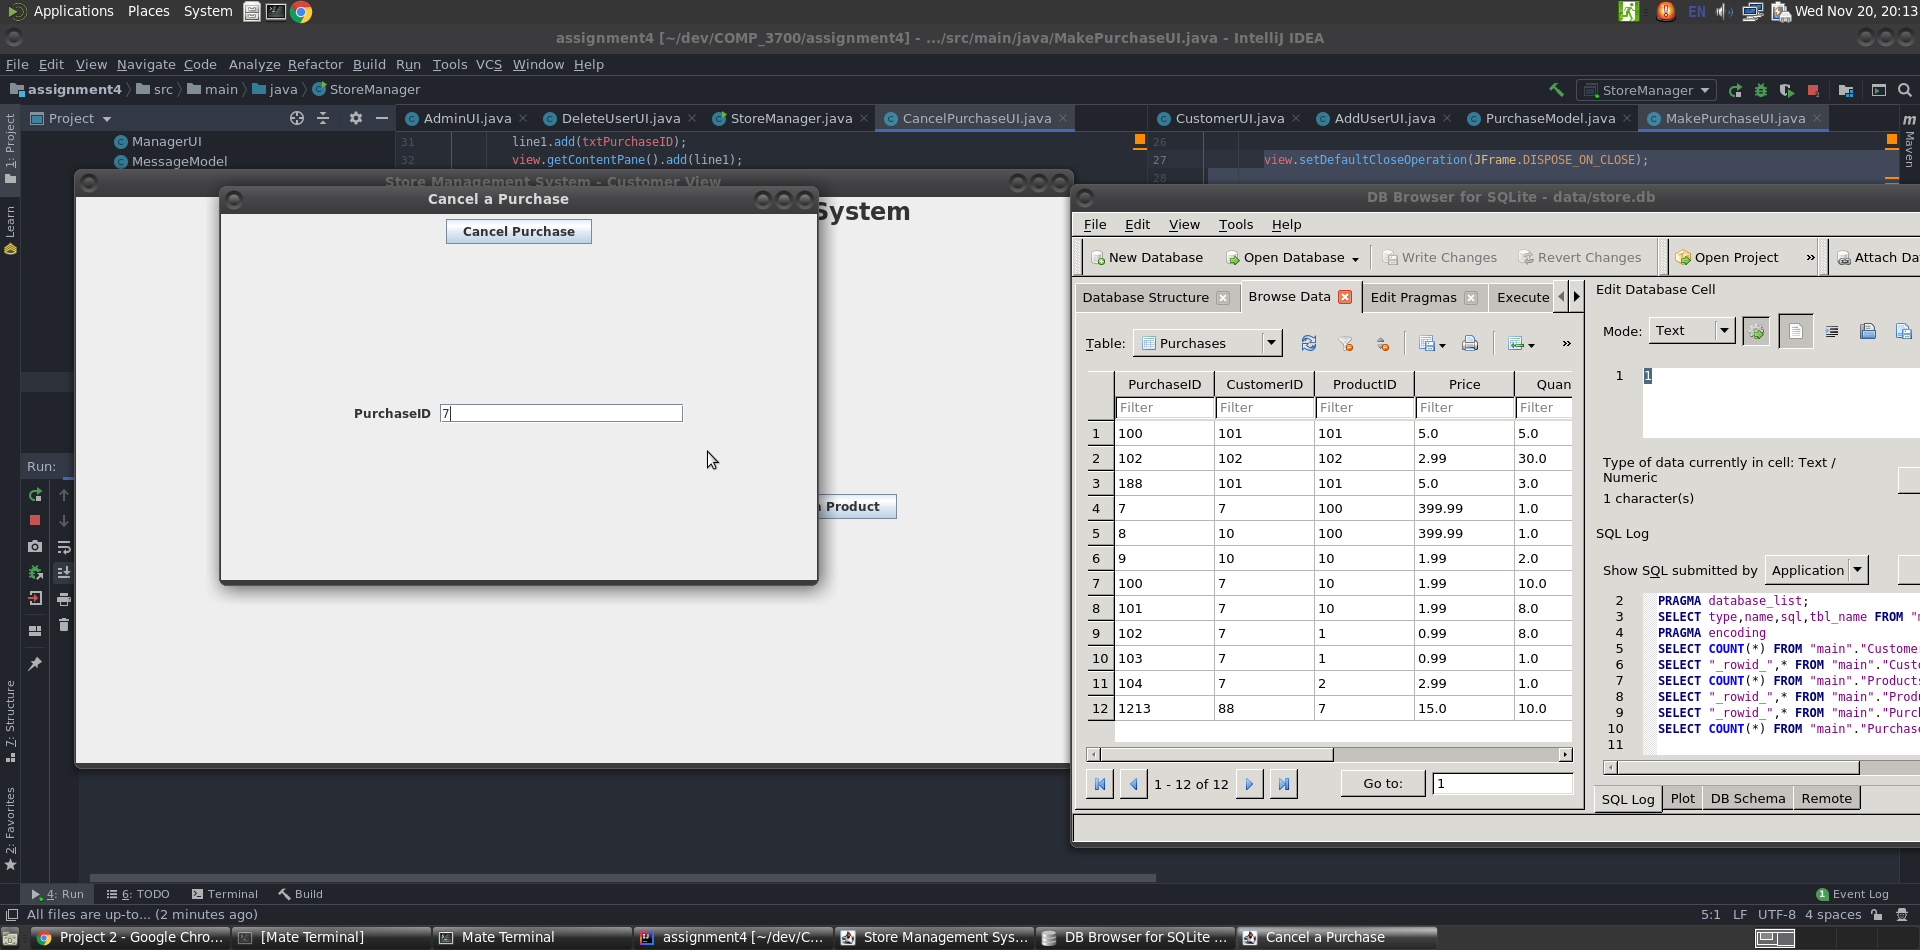 Applications Places System
EN Wed Nov 20, 20:13
assignment4 [~/dev/COMP_3700/assignment4] - .../src/main/java/MakePurchaseUI.java - IntelliJ IDEA
File Edit View Navigate Code Analyze Refactor Build Run Tools VCS Window Help
assignment4 src main java StoreManager
StoreManager
1: Project
Project
AdminUI.java DeleteUserUI.java StoreManager.java CancelPurchaseUI.java
CustomerUI.java AddUserUI.java PurchaseModel.java MakePurchaseUI.java
Maven
ManagerUI
MessageModel
31 line1.add(txtPurchaseID);
32 view.getContentPane().add(line1);
26
27 view.setDefaultCloseOperation(JFrame.DISPOSE_ON_CLOSE);
28
Learn
Store Management System - Customer View
System
n Product
Cancel a Purchase
Cancel Purchase
PurchaseID 7
DB Browser for SQLite - data/store.db
File Edit View Tools Help
New Database Open Database Write Changes Revert Changes Open Project » Attach Da
Database Structure Browse Data Edit Pragmas Execute
Table: Purchases »
PurchaseID CustomerID ProductID Price Quan
Filter Filter Filter Filter Filter
1 100 101 101 5.0 5.0
2 102 102 102 2.99 30.0
3 188 101 101 5.0 3.0
4 7 7 100 399.99 1.0
5 8 10 100 399.99 1.0
6 9 10 10 1.99 2.0
7 100 7 10 1.99 10.0
8 101 7 10 1.99 8.0
9 102 7 1 0.99 8.0
10 103 7 1 0.99 1.0
11 104 7 2 2.99 1.0
12 1213 88 7 15.0 10.0
1 - 12 of 12 Go to: 1
Edit Database Cell
Mode: Text
1 1
Type of data currently in cell: Text /
Numeric
1 character(s)
SQL Log
Show SQL submitted by Application
2 PRAGMA database_list;
3 SELECT type,name,sql,tbl_name FROM "m
4 PRAGMA encoding
5 SELECT COUNT(*) FROM "main"."Custome
6 SELECT "_rowid_",* FROM "main"."Custo
7 SELECT COUNT(*) FROM "main"."Products
8 SELECT "_rowid_",* FROM "main"."Produ
9 SELECT "_rowid_",* FROM "main"."Purch
10 SELECT COUNT(*) FROM "main"."Purchase
11
SQL Log Plot DB Schema Remote
Run:
7: Structure
2: Favorites
4: Run 6: TODO Terminal Build 1 Event Log
All files are up-to... (2 minutes ago) 5:1 LF UTF-8 4 spaces
Project 2 - Google Chro... [Mate Terminal] Mate Terminal assignment4 [~/dev/C... Store Management Sys... DB Browser for SQLite ... Cancel a Purchase